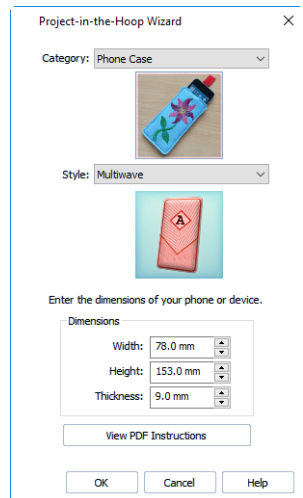 Project-in-the-Hoop Wizard
Category: Phone Case
Style: Multiwave
A
Enter the dimensions of your phone or device.
Dimensions
Width: 78.0 mm
Height: 153.0 mm
Thickness: 9.0 mm
View PDF Instructions
OK Cancel Help